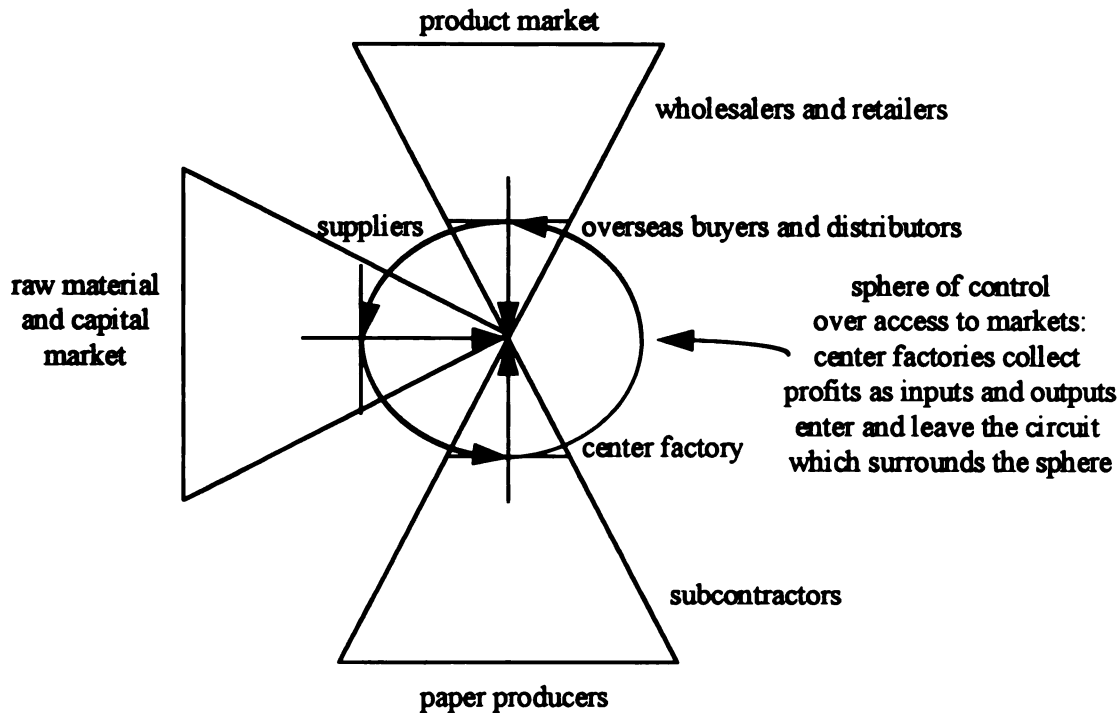 product market
wholesalers and retailers
suppliers
overseas buyers and distributors
raw material
and capital
market
sphere of control
over access to markets:
center factories collect
profits as inputs and outputs
enter and leave the circuit
which surrounds the sphere
center factory
subcontractors
paper producers